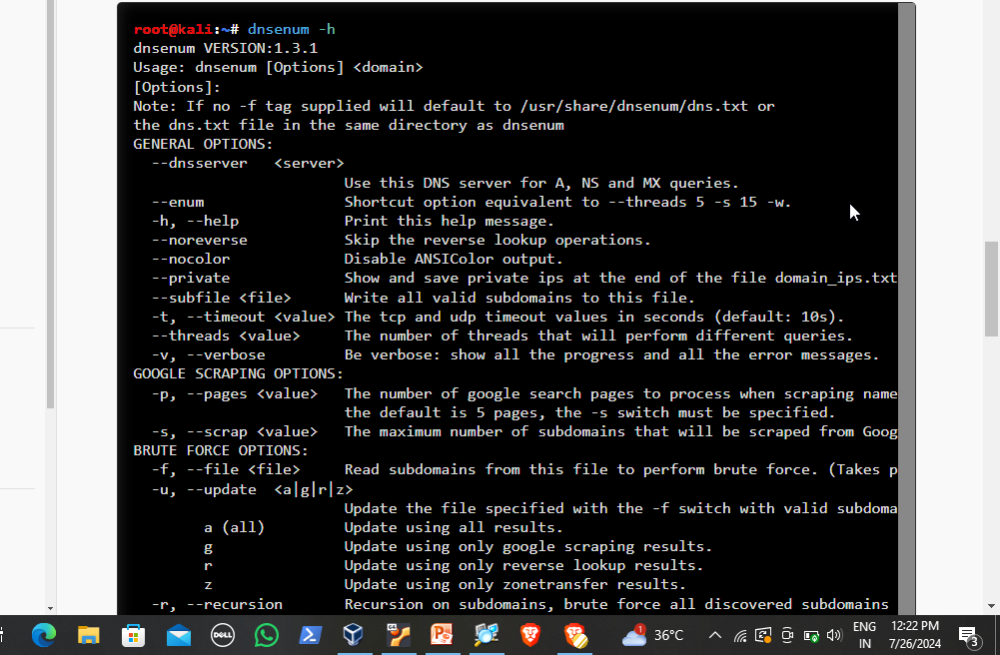 root@kali:~# dnsenum -h
dnsenum VERSION:1.3.1
Usage: dnsenum [Options] <domain>
[Options]:
Note: If no -f tag supplied will default to /usr/share/dnsenum/dns.txt or
the dns.txt file in the same directory as dnsenum
GENERAL OPTIONS:
--dnsserver <server>
Use this DNS server for A, NS and MX queries.
--enum Shortcut option equivalent to --threads 5 -s 15 -w.
-h, --help Print this help message.
--noreverse Skip the reverse lookup operations.
--nocolor Disable ANSIColor output.
--private Show and save private ips at the end of the file domain_ips.txt
--subfile <file> Write all valid subdomains to this file.
-t, --timeout <value> The tcp and udp timeout values in seconds (default: 10s).
--threads <value> The number of threads that will perform different queries.
-v, --verbose Be verbose: show all the progress and all the error messages.
GOOGLE SCRAPING OPTIONS:
-p, --pages <value> The number of google search pages to process when scraping name
the default is 5 pages, the -s switch must be specified.
-s, --scrap <value> The maximum number of subdomains that will be scraped from Goog
BRUTE FORCE OPTIONS:
-f, --file <file> Read subdomains from this file to perform brute force. (Takes p
-u, --update <a|g|r|z>
Update the file specified with the -f switch with valid subdoma
a (all) Update using all results.
g Update using only google scraping results.
r Update using only reverse lookup results.
z Update using only zonetransfer results.
-r, --recursion Recursion on subdomains, brute force all discovered subdomains
DELL
64
1
36°C
ENG
IN
12:22 PM
7/26/2024
3